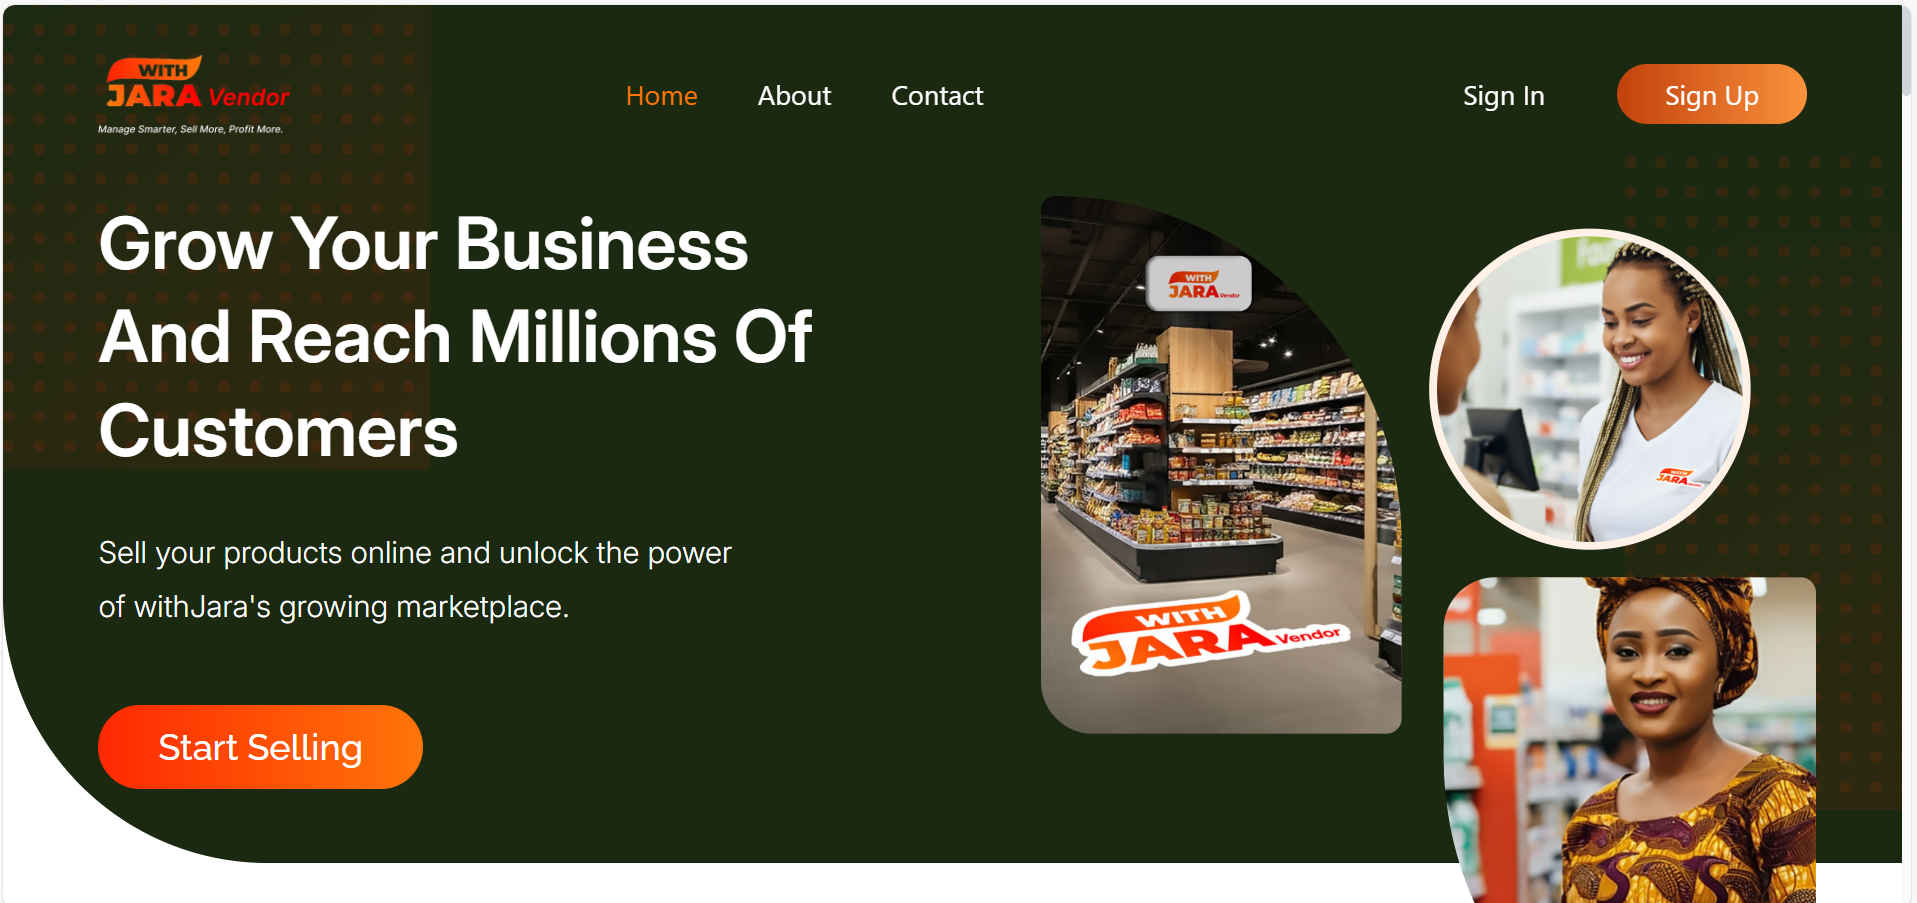 WITH
JARA Vendor
Manage Smarter, Sell More, Profit More.
Home
About
Contact
Sign In
Sign Up
Grow Your Business
And Reach Millions Of
Customers
Sell your products online and unlock the power
of withJara's growing marketplace.
Start Selling
WITH
JARA Vendor
WITH
JARA Vendor
WITH
JARA Vendor